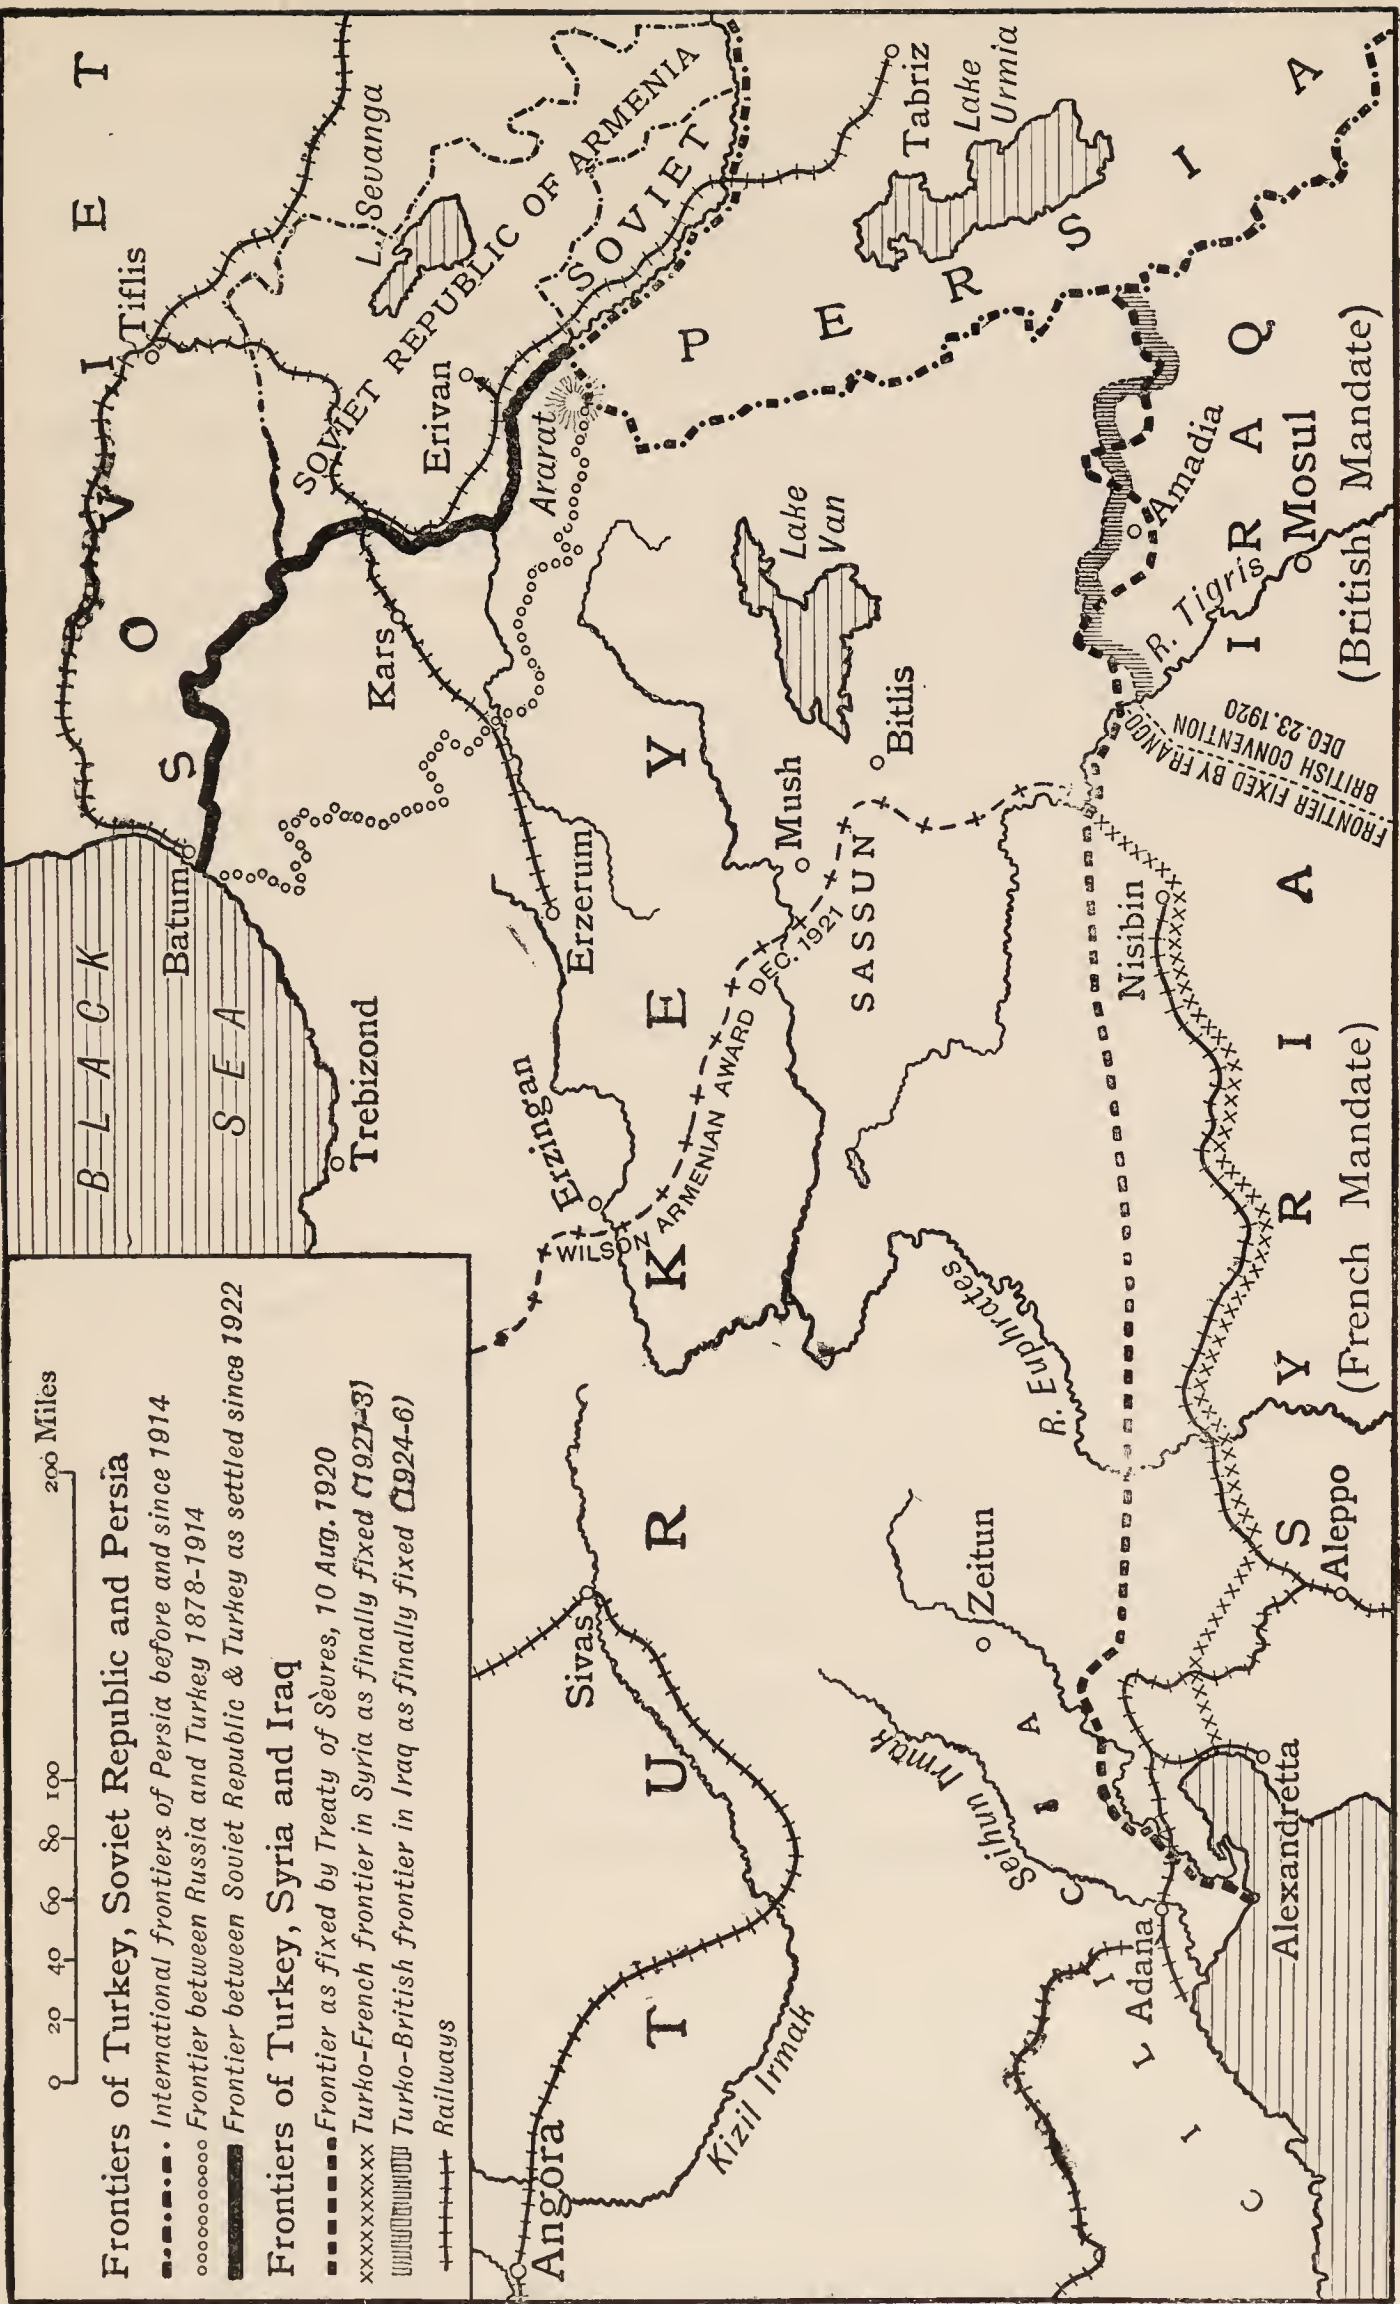 0 20 40 60 80 100 200 Miles
Frontiers of Turkey, Soviet Republic and Persia
International frontiers of Persia before and since 1914
Frontier between Russia and Turkey 1878-1914
Frontier between Soviet Republic & Turkey as settled since 1922
Frontiers of Turkey, Syria and Iraq
Frontier as fixed by Treaty of Sèvres, 10 Aug. 1920
Turko-French frontier in Syria as finally fixed (1921-3)
Turko-British frontier in Iraq as finally fixed (1924-6)
Railways
BLACK
SEA
Batum
Trebizond
SOVIET
Tiflis
L. Sevanga
SOVIET REPUBLIC OF ARMENIA
SOVIET
Erivan
Ararat
Kars
Erzerum
Erzingan
WILSON ARMENIAN AWARD DEC. 1921
Mush
SASSUN
Bitlis
Lake
Van
PERSIA
Tabriz
Lake
Urmia
TURKEY
Angora
Sivas
Kizil Irmak
Zeitun
Seihun Irmak
CILICIA
Adana
Alexandretta
R. Euphrates
Aleppo
SYRIA
(French Mandate)
Nisibin
FRONTIER FIXED BY FRANCO
BRITISH CONVENTION
DEC. 23. 1920
R. Tigris
Amadia
Mosul
IRAQ
(British Mandate)